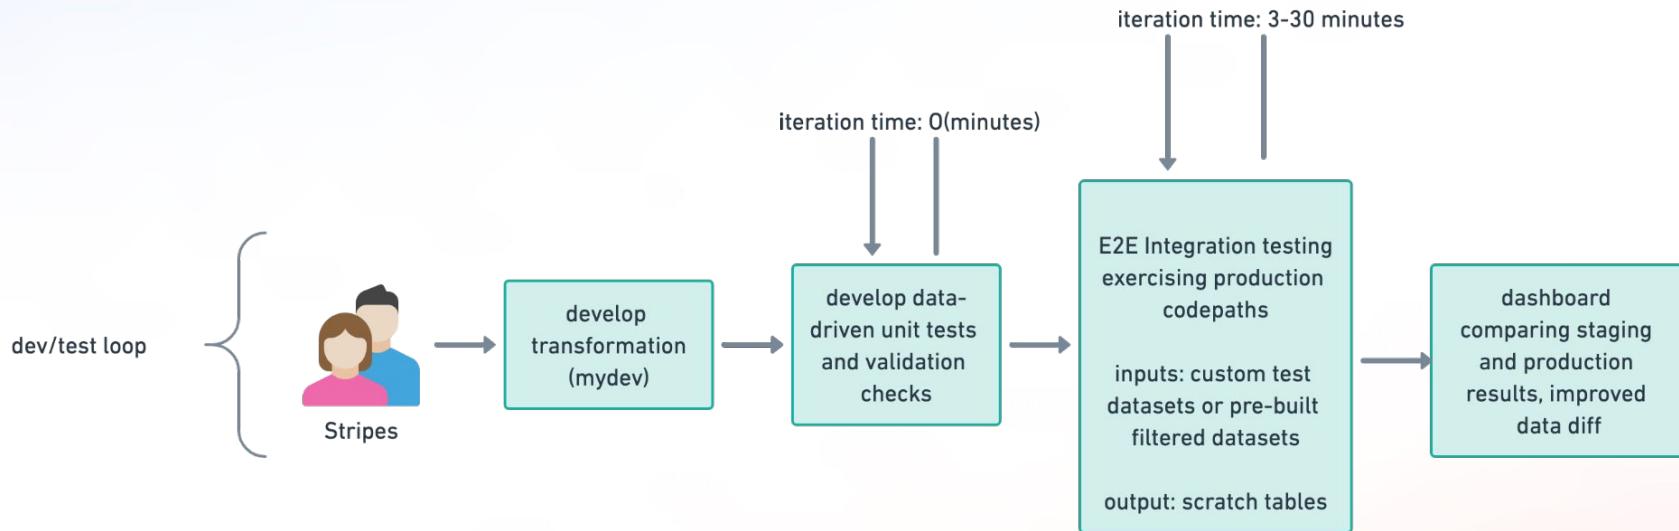 iteration time: 3-30 minutes
iteration time: O(minutes)
dev/test loop
Stripes
develop
transformation
(mydev)
develop data-
driven unit tests
and validation
checks
E2E Integration testing
exercising production
codepaths
inputs: custom test
datasets or pre-built
filtered datasets
output: scratch tables
dashboard
comparing staging
and production
results, improved
data diff